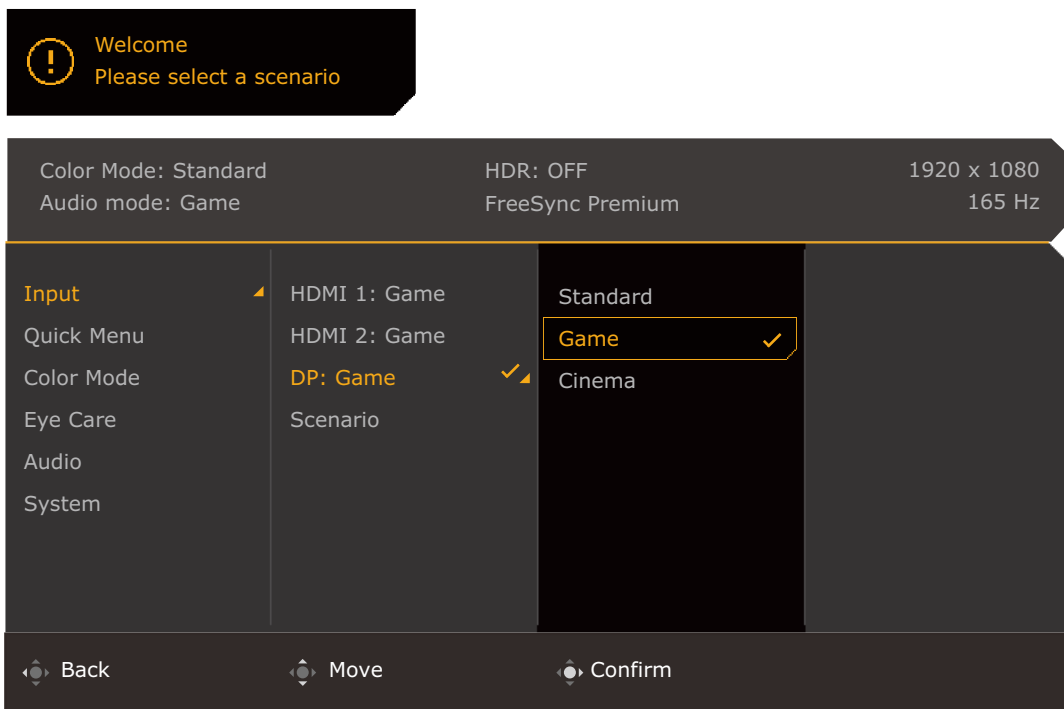 Welcome
Please select a scenario
Color Mode: Standard
Audio mode: Game
HDR: OFF
FreeSync Premium
1920 x 1080
165 Hz
Input
Quick Menu
Color Mode
Eye Care
Audio
System
HDMI 1: Game
HDMI 2: Game
DP: Game
Scenario
Standard
Game
Cinema
Back
Move
Confirm